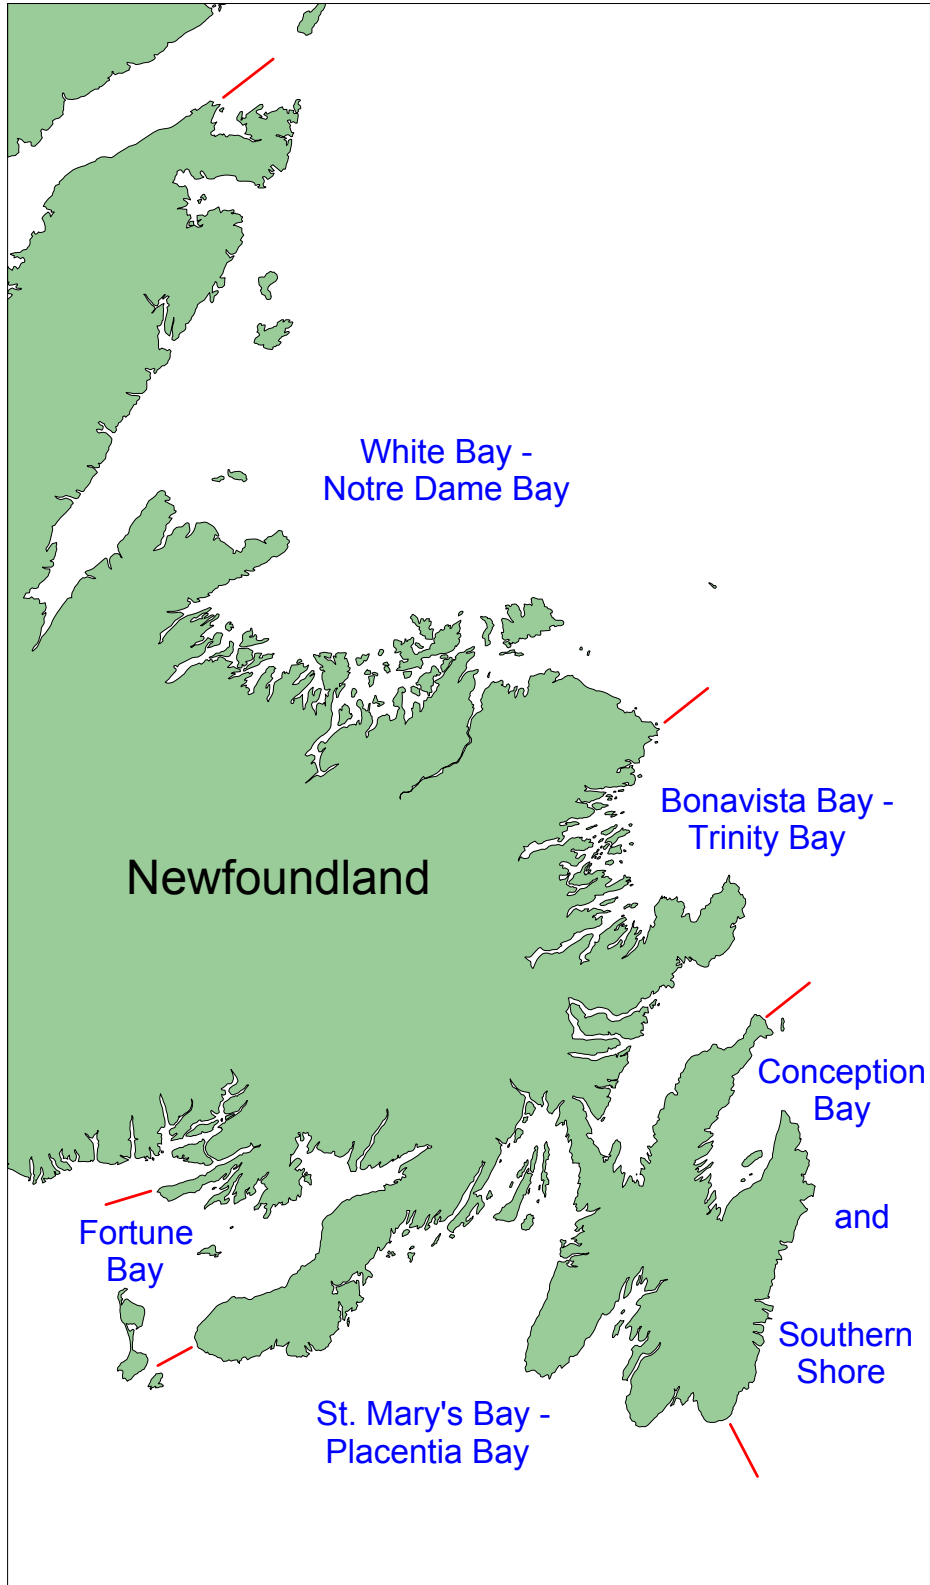 White Bay -
Notre Dame Bay
Bonavista Bay -
Trinity Bay
Newfoundland
Conception
Bay
and
Southern
Shore
Fortune
Bay
St. Mary's Bay -
Placentia Bay